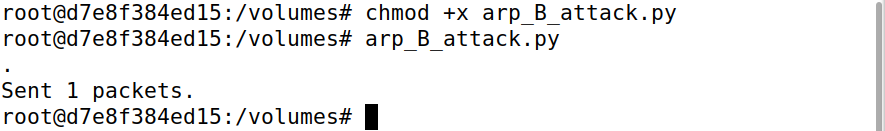 root@d7e8f384ed15:/volumes# chmod +x arp_B_attack.py
root@d7e8f384ed15:/volumes# arp_B_attack.py
.
Sent 1 packets.
root@d7e8f384ed15:/volumes#